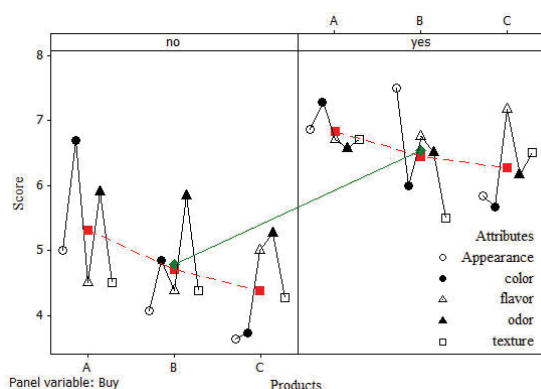 A B C
no yes
8
7
6
5
4
Score
Attributes
Appearance
color
flavor
odor
texture
A B C
Panel variable: Buy
Products